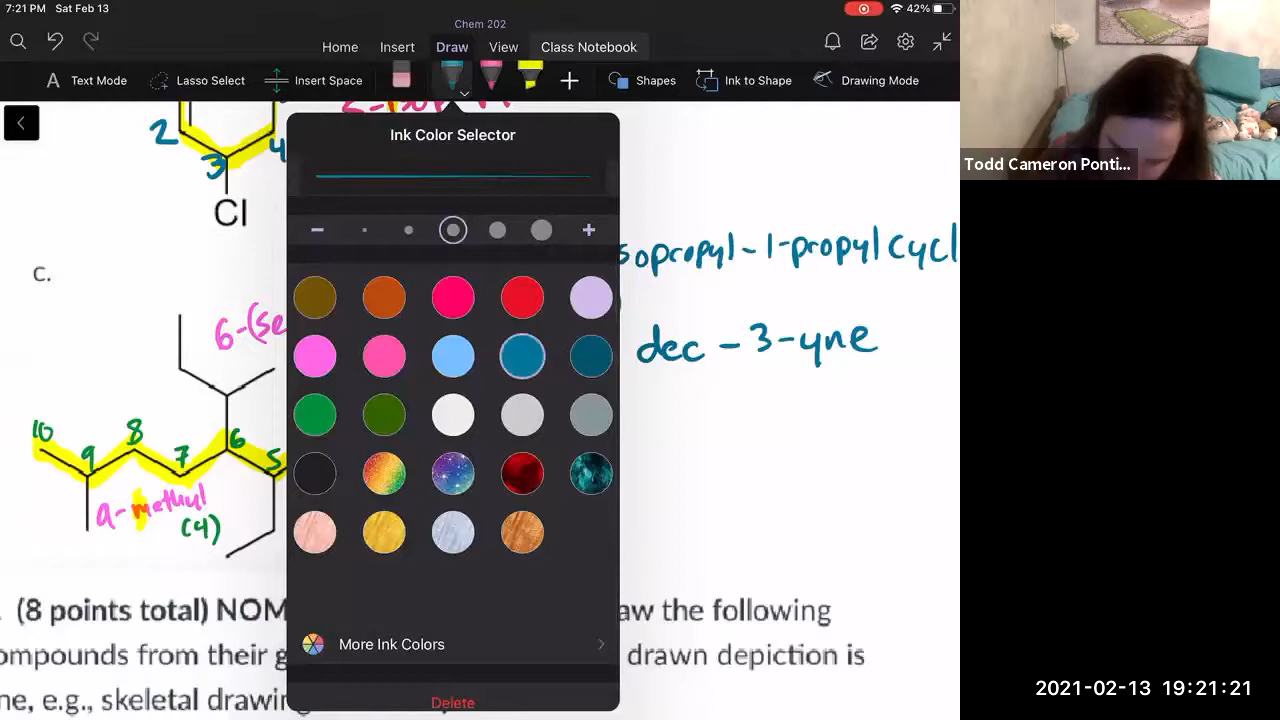 7:21 PM Sat Feb 13
42%
Chem 202
Home Insert Draw View Class Notebook
Text Mode Lasso Select Insert Space Shapes Ink to Shape Drawing Mode
Ink Color Selector
2
3
4
Cl
sopropyl-1-propylcycl
c.
6-(se
dec-3-yne
10
9
8
7
6
5
9-methyl
(4)
Todd Cameron Ponti...
(8 points total) NOM
aw the following
ompounds from their g
drawn depiction is
ne, e.g., skeletal drawing
More Ink Colors
Delete
2021-02-13 19:21:21